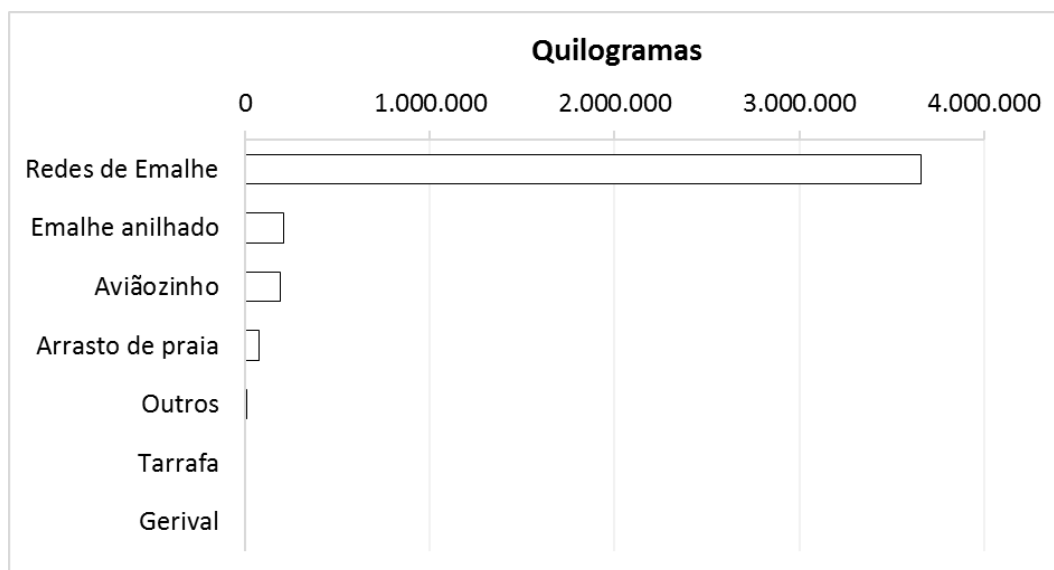 Quilogramas
0 1.000.000 2.000.000 3.000.000 4.000.000
Redes de Emalhe
Emalhe anilhado
Aviãozinho
Arrasto de praia
Outros
Tarrafa
Gerival